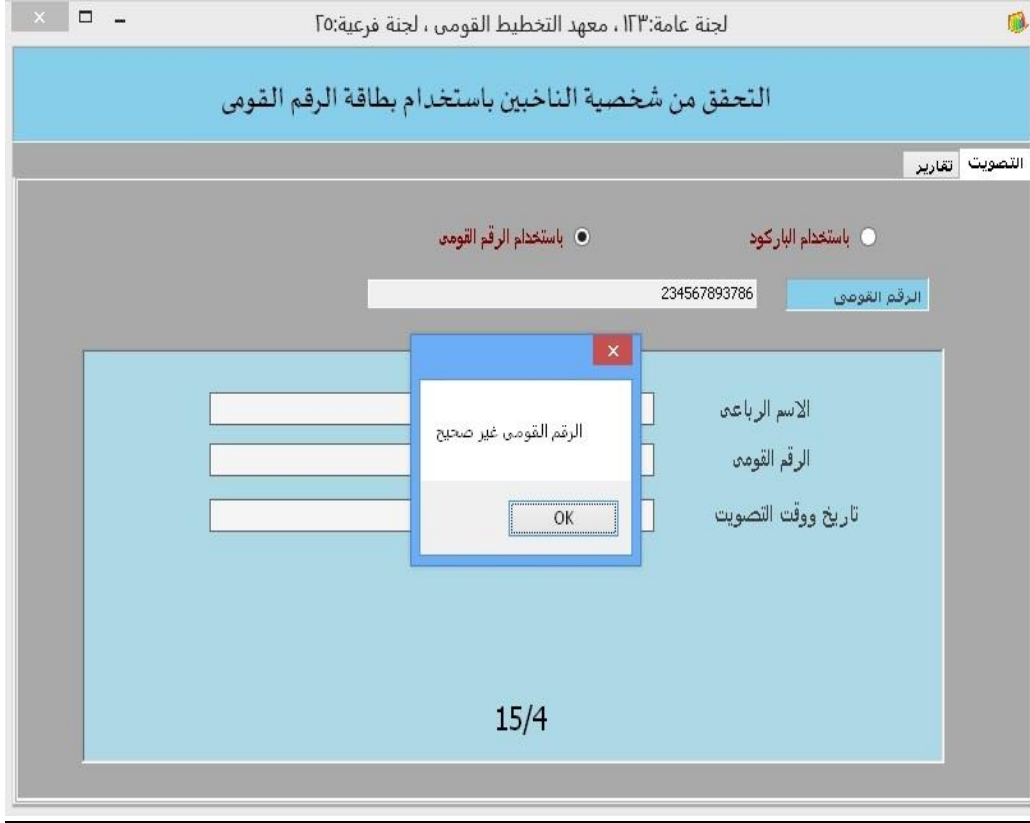 لجنة عامة:١٢٣ ، معهد التخطيط القومى ، لجنة فرعية:٢٥
التحقق من شخصية الناخبين باستخدام بطاقة الرقم القومى
التصويت تقارير
باستخدام الباركود باستخدام الرقم القومى
الرقم القومى 234567893786
الرقم القومى غير صحيح
OK
الاسم الرباعى
الرقم القومى
تاريخ ووقت التصويت
15/4